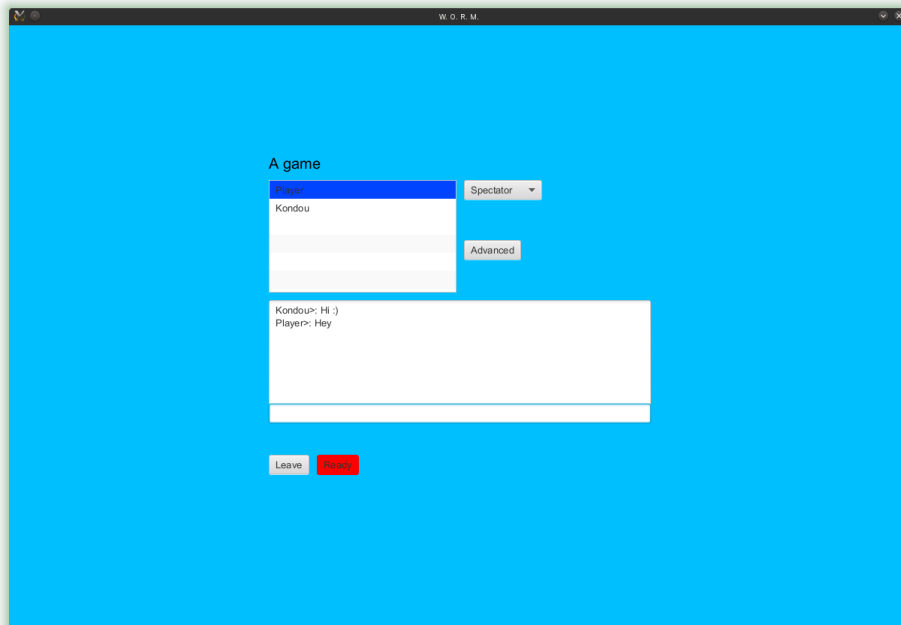 W. O. R. M.
A game
Player
Spectator
Kondou
Advanced
Kondou>: Hi :)
Player>: Hey
Leave
Ready